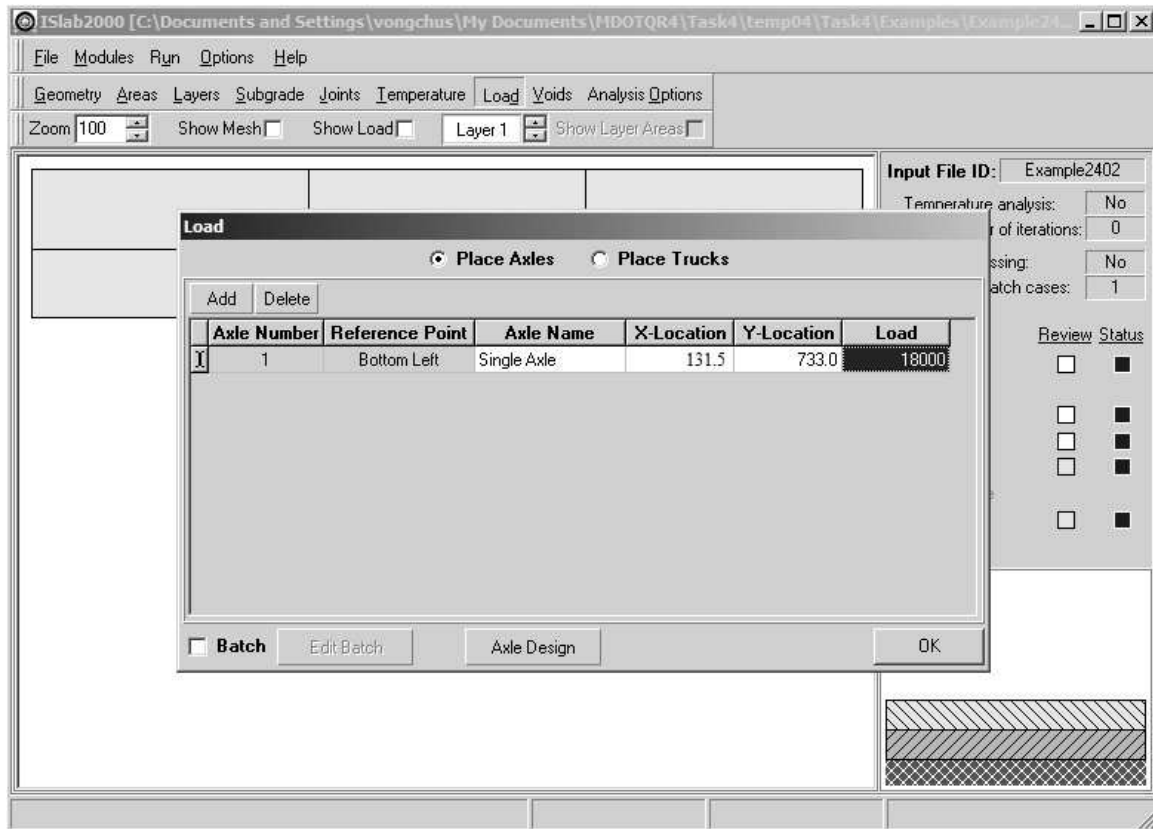 ISlab2000 [C:\Documents and Settings\vongchus\My Documents\MDOTQR4\Task4\temp04\Task4\Examples\Example24...
File Modules Run Options Help
Geometry Areas Layers Subgrade Joints Temperature Load Voids Analysis Options
Zoom 100 Show Mesh Show Load Layer 1 Show Layer Areas
Input File ID: Example2402
Temperature analysis: No
r of iterations: 0
ssing: No
atch cases: 1
Review Status
Load
Place Axles Place Trucks
Add Delete
Axle Number Reference Point Axle Name X-Location Y-Location Load
1 Bottom Left Single Axle 131.5 733.0 18000
Batch Edit Batch Axle Design OK